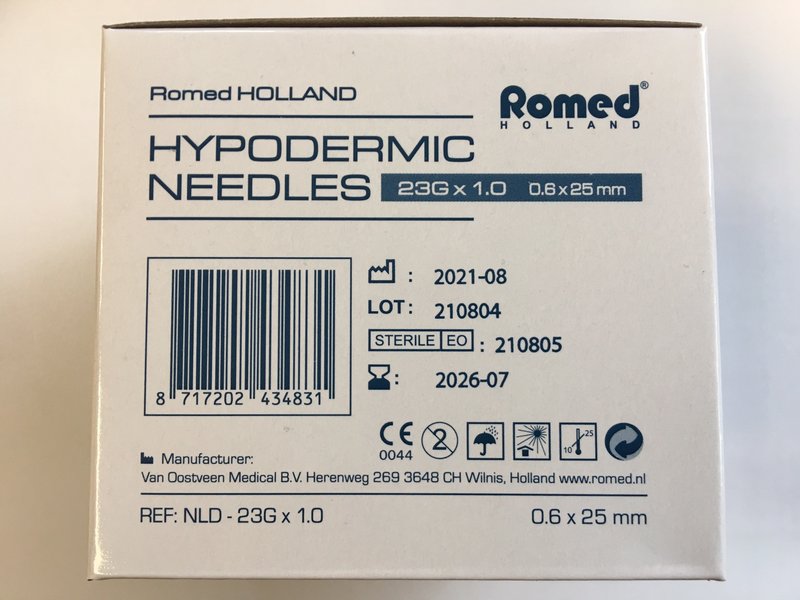 Romed HOLLAND
Romed®
HOLLAND
HYPODERMIC
NEEDLES 23G x 1.0 0.6 x 25 mm
: 2021-08
LOT: 210804
STERILE EO : 210805
: 2026-07
8 717202 434831
CE 2 10 25
0044
Manufacturer:
Van Oostveen Medical B.V. Herenweg 269 3648 CH Wilnis, Holland www.romed.nl
REF: NLD - 23G x 1.0 0.6 x 25 mm